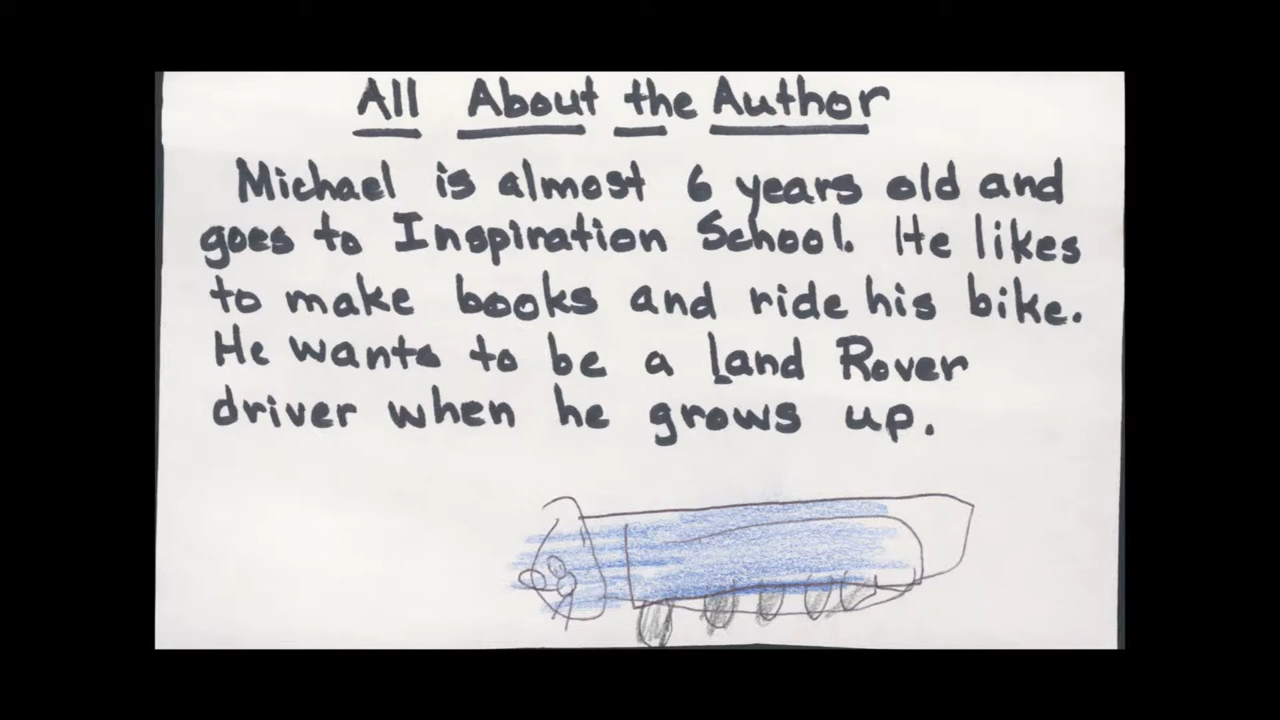 All About the Author
Michael is almost 6 years old and
goes to Inspiration School. He likes
to make books and ride his bike.
He wants to be a Land Rover
driver when he grows up.